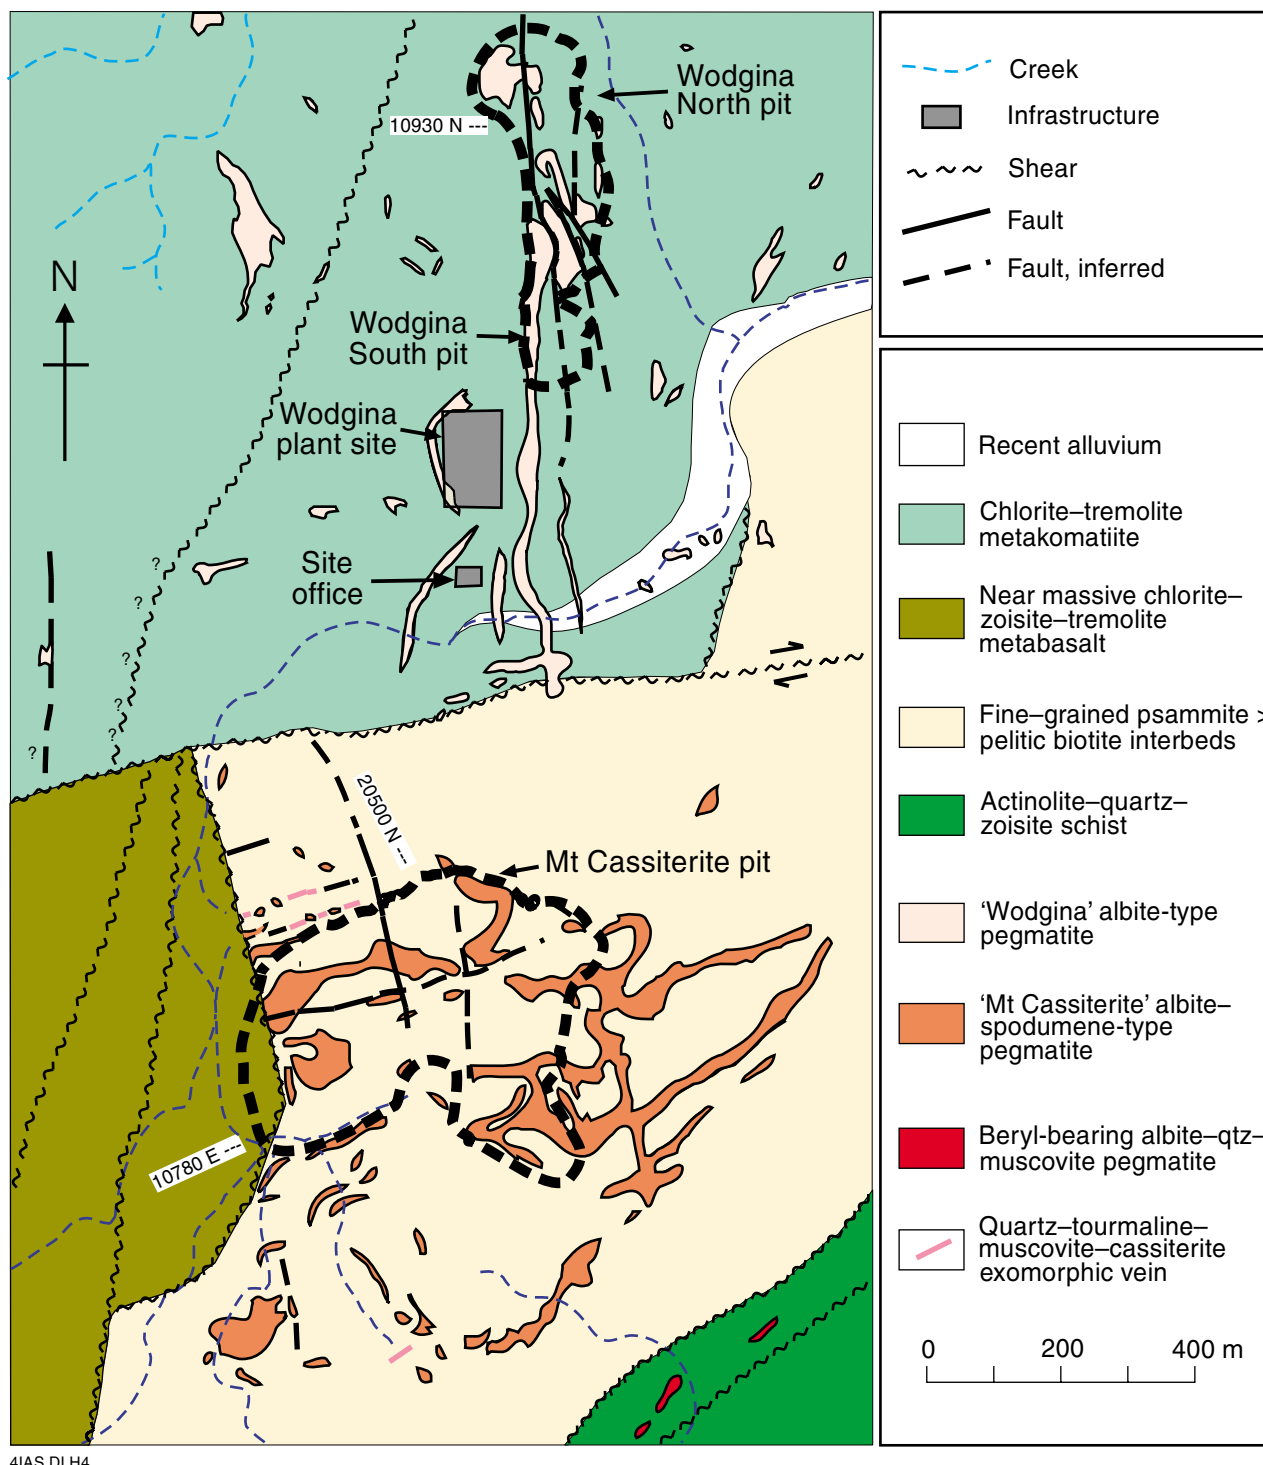 Wodgina
North pit
10930 N ---
N
Wodgina
South pit
Wodgina
plant site
Site
office
?
?
?
?
?
?
20500 N ---
Mt Cassiterite pit
10780 E ---
Creek
Infrastructure
Shear
Fault
Fault, inferred
Recent alluvium
Chlorite–tremolite
metakomatiite
Near massive chlorite–
zoisite–tremolite
metabasalt
Fine–grained psammite >
pelitic biotite interbeds
Actinolite–quartz–
zoisite schist
‘Wodgina’ albite-type
pegmatite
‘Mt Cassiterite’ albite–
spodumene-type
pegmatite
Beryl-bearing albite–qtz–
muscovite pegmatite
Quartz–tourmaline–
muscovite–cassiterite
exomorphic vein
0 200 400 m